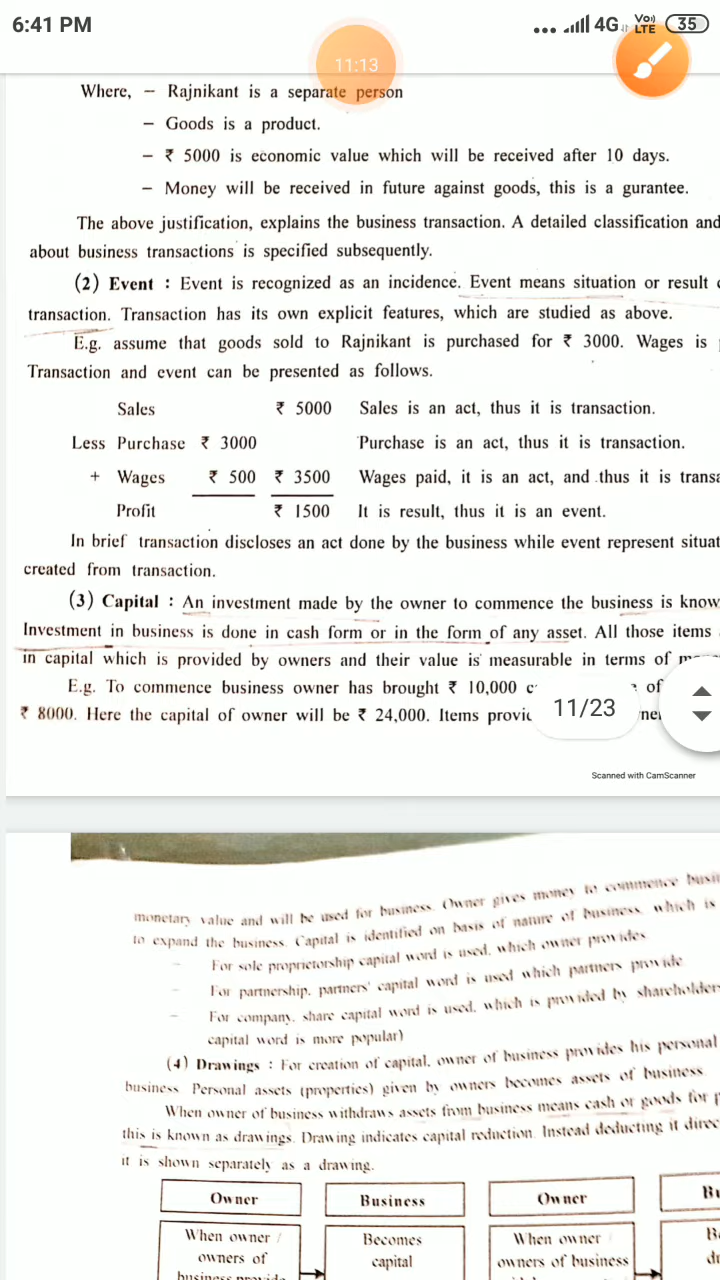 6:41 PM
4G VoLTE 35
11:13
Where, – Rajnikant is a separate person
– Goods is a product.
– ₹ 5000 is economic value which will be received after 10 days.
– Money will be received in future against goods, this is a gurantee.
The above justification, explains the business transaction. A detailed classification and
about business transactions is specified subsequently.
(2) Event : Event is recognized as an incidence. Event means situation or result
transaction. Transaction has its own explicit features, which are studied as above.
E.g. assume that goods sold to Rajnikant is purchased for ₹ 3000. Wages is
Transaction and event can be presented as follows.
Sales ₹ 5000 Sales is an act, thus it is transaction.
Less Purchase ₹ 3000 Purchase is an act, thus it is transaction.
+ Wages ₹ 500 ₹ 3500 Wages paid, it is an act, and thus it is transa
Profit ₹ 1500 It is result, thus it is an event.
In brief transaction discloses an act done by the business while event represent situat
created from transaction.
(3) Capital : An investment made by the owner to commence the business is know
Investment in business is done in cash form or in the form of any asset. All those items
in capital which is provided by owners and their value is measurable in terms of
E.g. To commence business owner has brought ₹ 10,000 of
₹ 8000. Here the capital of owner will be ₹ 24,000. Items
11/23
Scanned with CamScanner
monetary value and will be used for business. Owner gives money to commence busi
to expand the business. Capital is identified on basis of nature of business, which is
– For sole proprietorship capital word is used, which owner provides
– For partnership, partners' capital word is used which partners provide
– For company, share capital word is used, which is provided by shareholder
capital word is more popular)
(4) Drawings : For creation of capital, owner of business provides his personal
business. Personal assets (properties) given by owners becomes assets of business
When owner of business withdraws assets from business means cash or goods for p
this is known as drawings. Drawing indicates capital reduction. Instead deducting it direc
it is shown separately as a drawing.
Owner Business Owner Bu
When owner / Becomes When owner
owners of capital owners of business
business provide